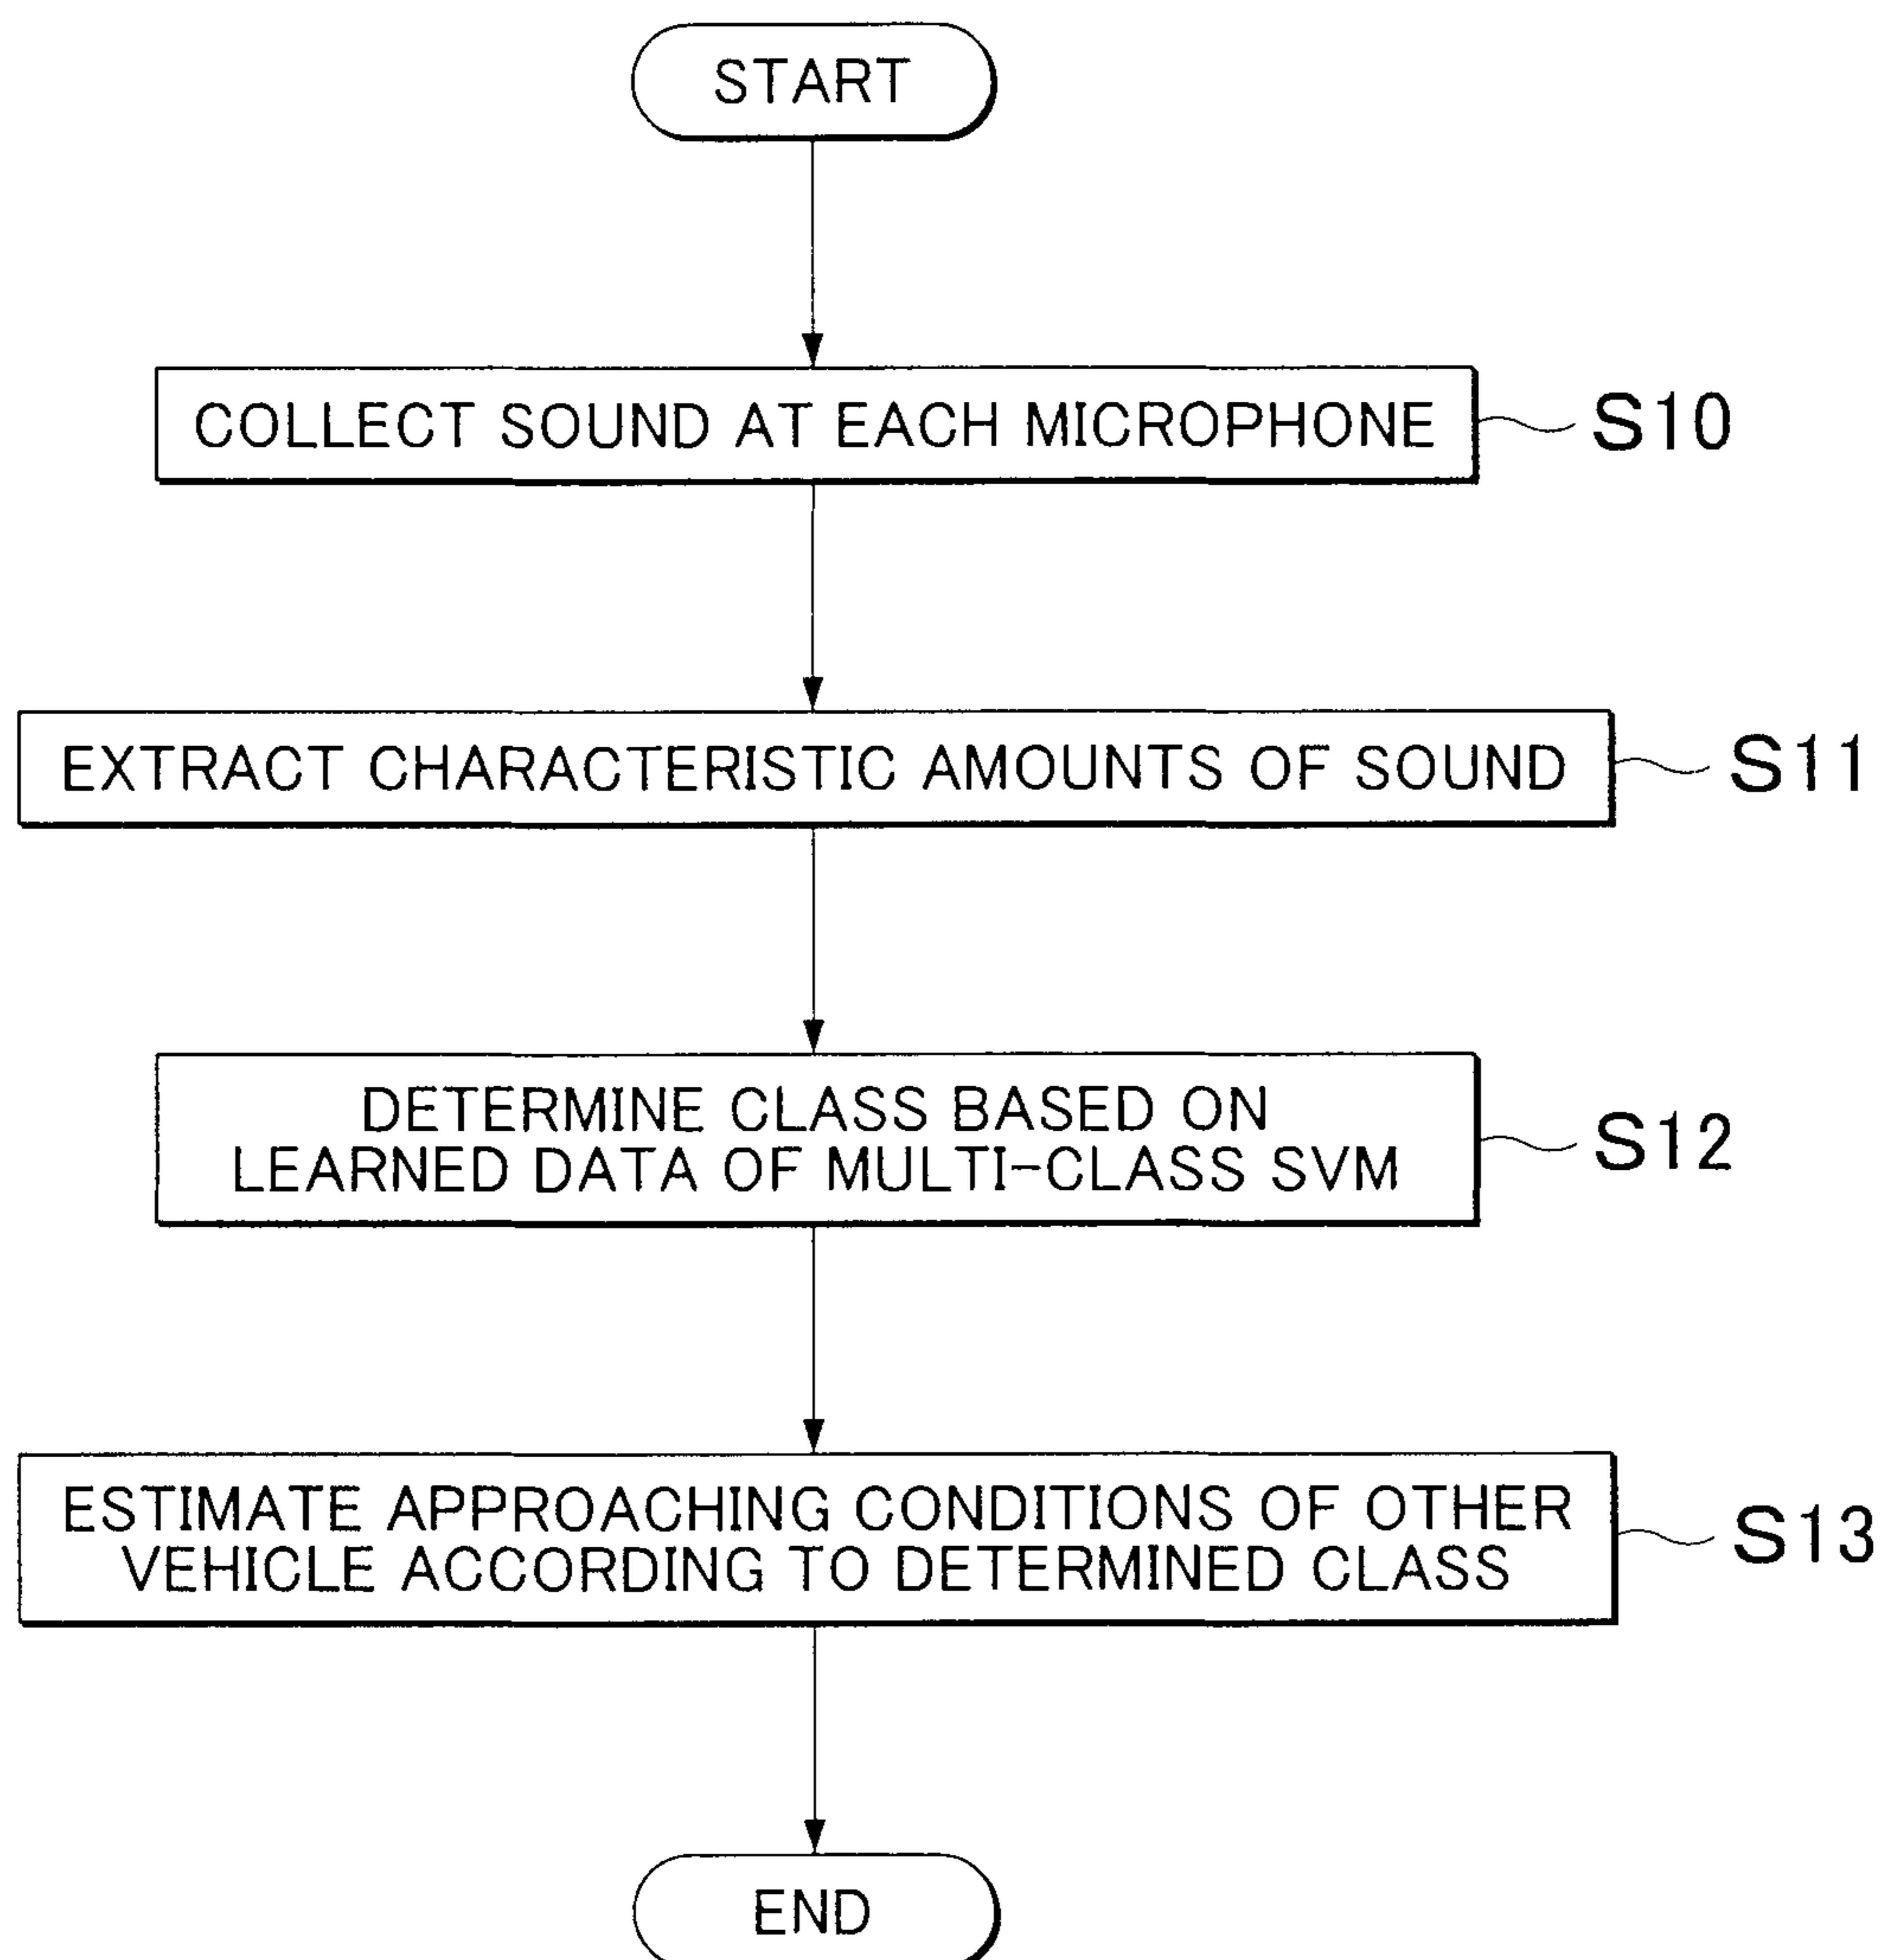 START
COLLECT SOUND AT EACH MICROPHONE
S10
EXTRACT CHARACTERISTIC AMOUNTS OF SOUND
S11
DETERMINE CLASS BASED ON
LEARNED DATA OF MULTI-CLASS SVM
S12
ESTIMATE APPROACHING CONDITIONS OF OTHER
VEHICLE ACCORDING TO DETERMINED CLASS
S13
END